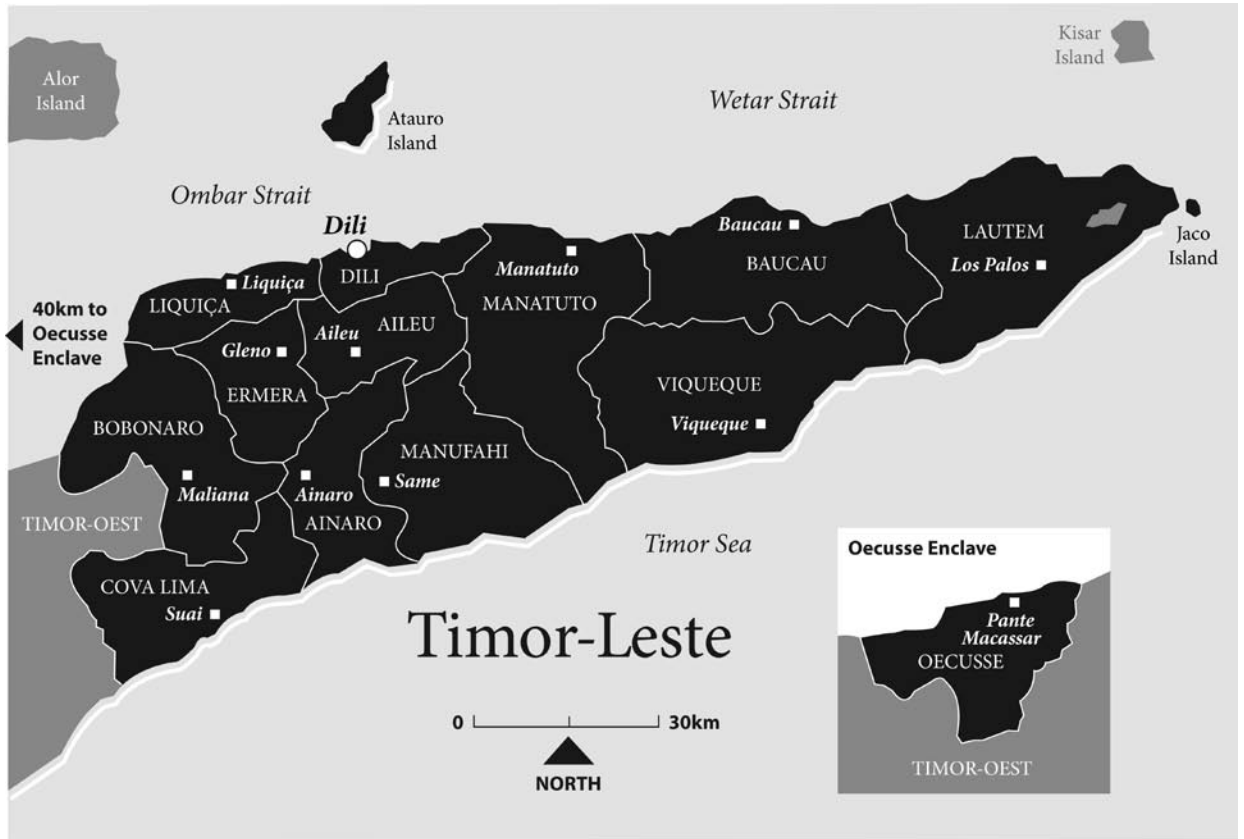 Kisar
Island
Alor
Island
Wetar Strait
Atauro
Island
Ombar Strait
Dili
Baucau
LAUTEM
Jaco
Island
Manatuto
BAUCAU
Los Palos
DILI
Liquiça
LIQUIÇA
MANATUTO
40km to
Oecusse
Enclave
Aileu
AILEU
Gleno
ERMERA
VIQUEQUE
Viqueque
BOBONARO
MANUFAHI
Maliana
Ainaro
Same
AINARO
TIMOR-OEST
Timor Sea
COVA LIMA
Suai
Timor-Leste
0 30km
NORTH
Oecusse Enclave
Pante
Macassar
OECUSSE
TIMOR-OEST